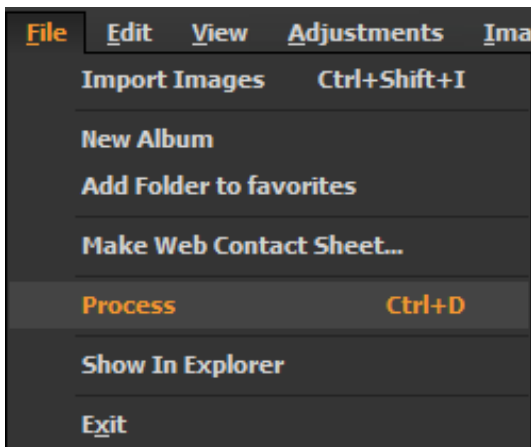 File Edit View Adjustments Ima
Import Images Ctrl+Shift+I
New Album
Add Folder to favorites
Make Web Contact Sheet...
Process Ctrl+D
Show In Explorer
Exit